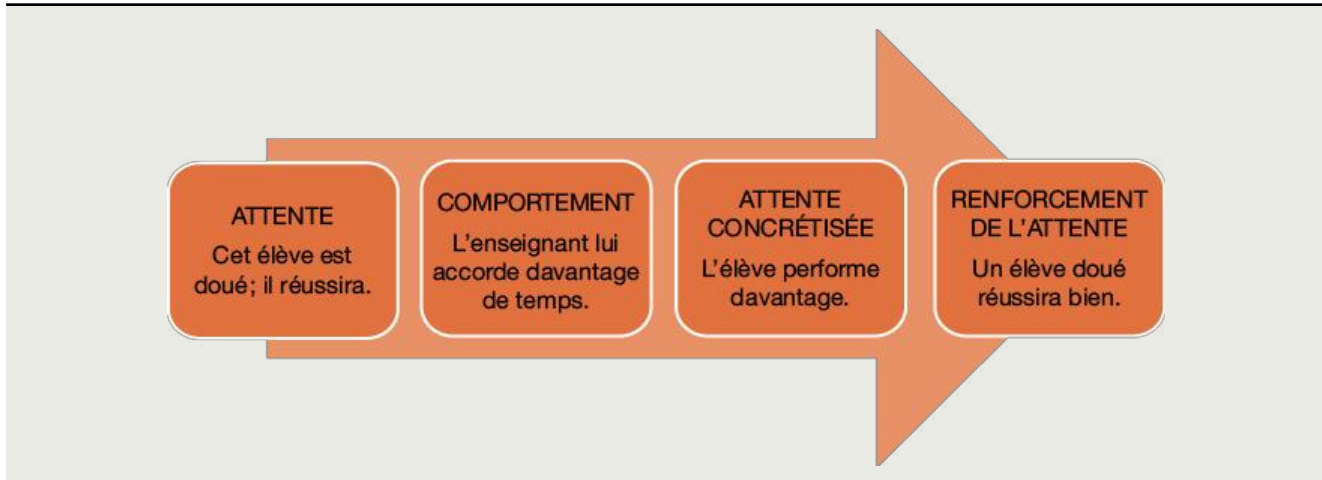 ATTENTE
Cet élève est
doué; il réussira.
COMPORTEMENT
L'enseignant lui
accorde davantage
de temps.
ATTENTE
CONCRÉTISÉE
L'élève performe
davantage.
RENFORCEMENT
DE L'ATTENTE
Un élève doué
réussira bien.